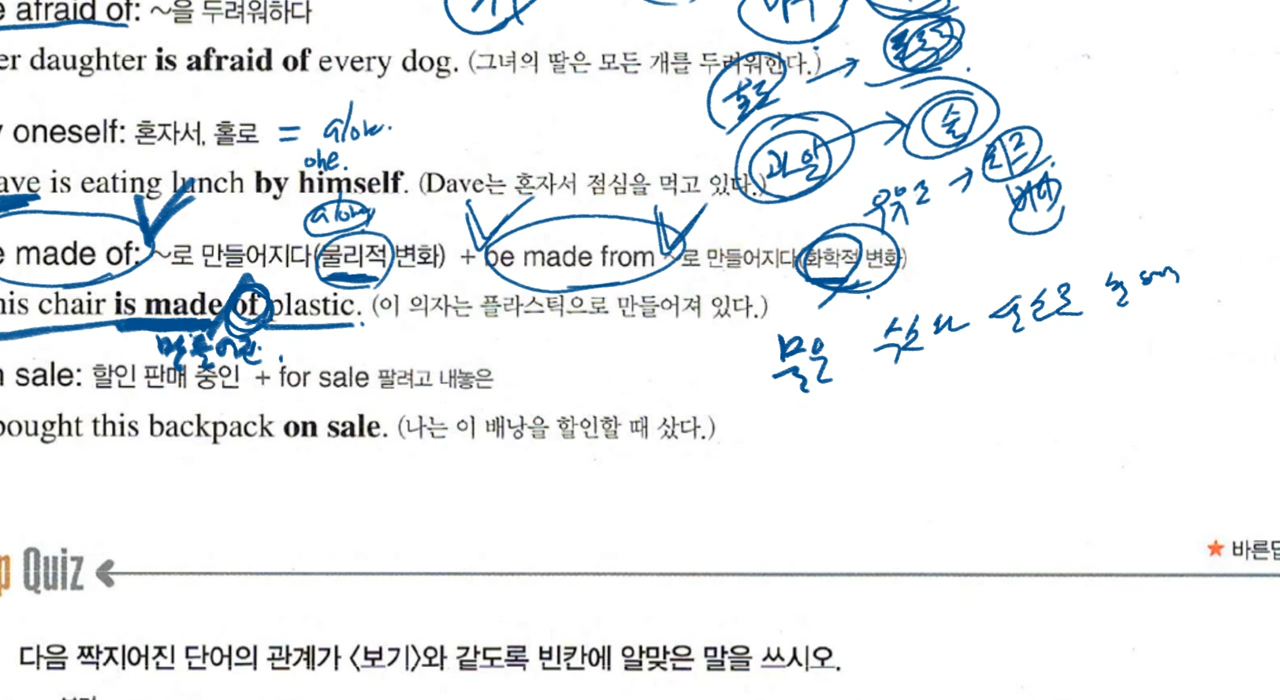 e afraid of: ~을 두려워하다
er daughter is afraid of every dog. (그녀의 딸은 모든 개를 두려워한다.)
포도 →
y oneself: 혼자서, 홀로 = alone.
과일 → 술
one.
ave is eating lunch by himself. (Dave는 혼자서 점심을 먹고 있다.)
우유로 → 치즈
버터
alone
e made of: ~로 만들어지다(물리적 변화) + be made from ~로 만들어지다(화학적 변화)
his chair is made of plastic. (이 의자는 플라스틱으로 만들어져 있다.)
만들어진
물은 수소와 산소로
n sale: 할인 판매 중인 + for sale 팔려고 내놓은
bought this backpack on sale. (나는 이 배낭을 할인할 때 샀다.)
p Quiz
★ 바른답
다음 짝지어진 단어의 관계가 〈보기〉와 같도록 빈칸에 알맞은 말을 쓰시오.